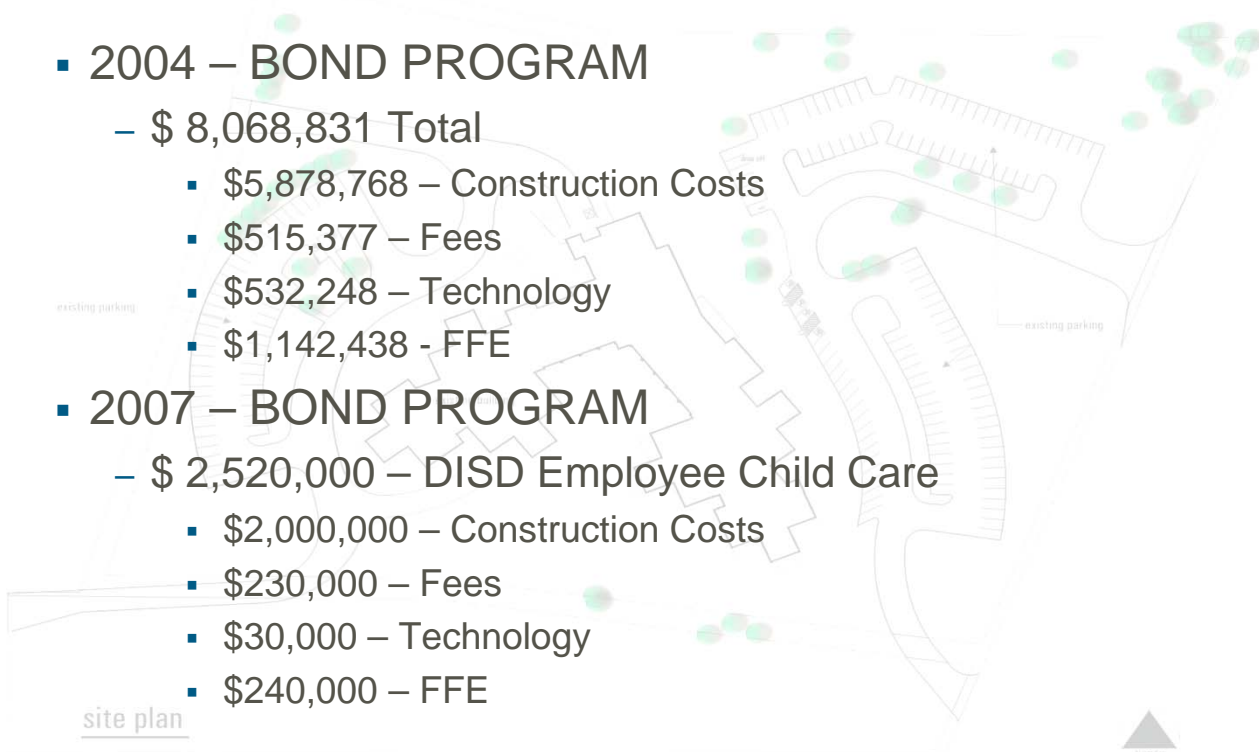 ▪ 2004 – BOND PROGRAM
– $ 8,068,831 Total
▪ $5,878,768 – Construction Costs
▪ $515,377 – Fees
▪ $532,248 – Technology
existing parking
existing parking
▪ $1,142,438 - FFE
▪ 2007 – BOND PROGRAM
– $ 2,520,000 – DISD Employee Child Care
▪ $2,000,000 – Construction Costs
▪ $230,000 – Fees
▪ $30,000 – Technology
▪ $240,000 – FFE
site plan